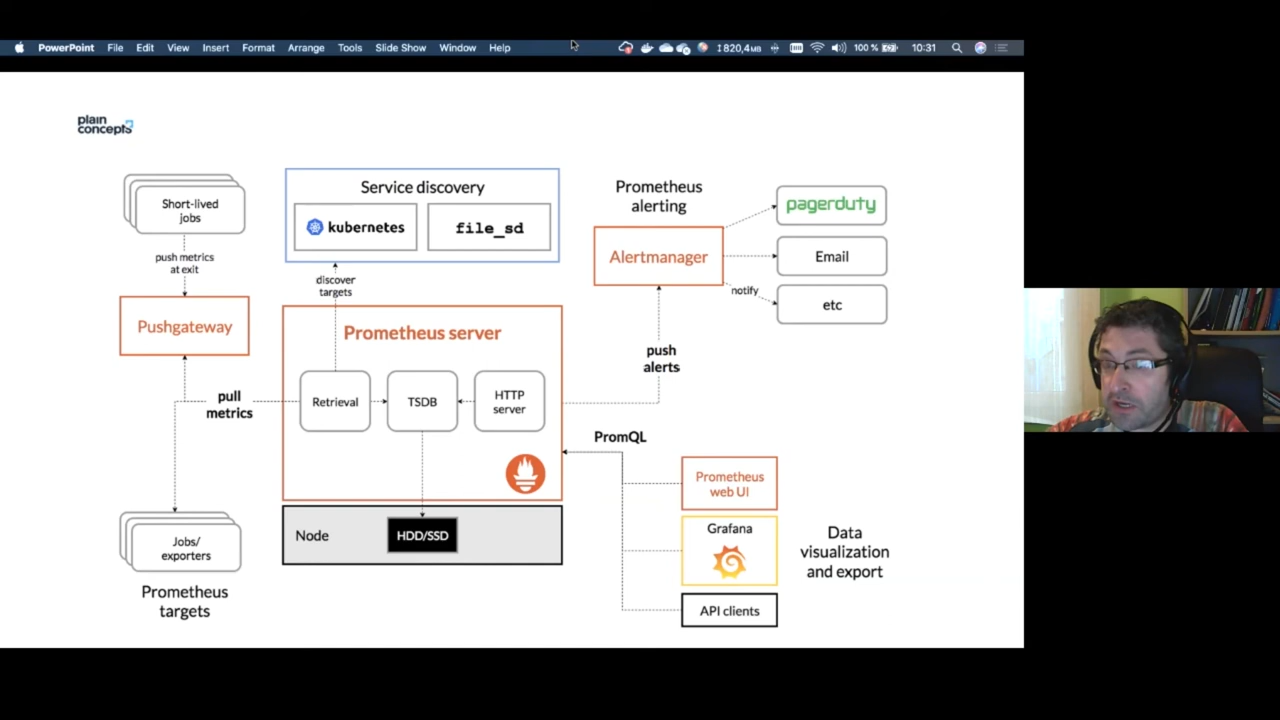 PowerPoint File Edit View Insert Format Arrange Tools Slide Show Window Help 820,4MB 100 % 10:31
plain
concepts
Short-lived
jobs
push metrics
at exit
Pushgateway
pull
metrics
Jobs/
exporters
Prometheus
targets
Service discovery
kubernetes
file_sd
discover
targets
Prometheus server
Retrieval
TSDB
HTTP
server
Node
HDD/SSD
Prometheus
alerting
Alertmanager
pagerduty
Email
etc
notify
push
alerts
PromQL
Prometheus
web UI
Grafana
API clients
Data
visualization
and export